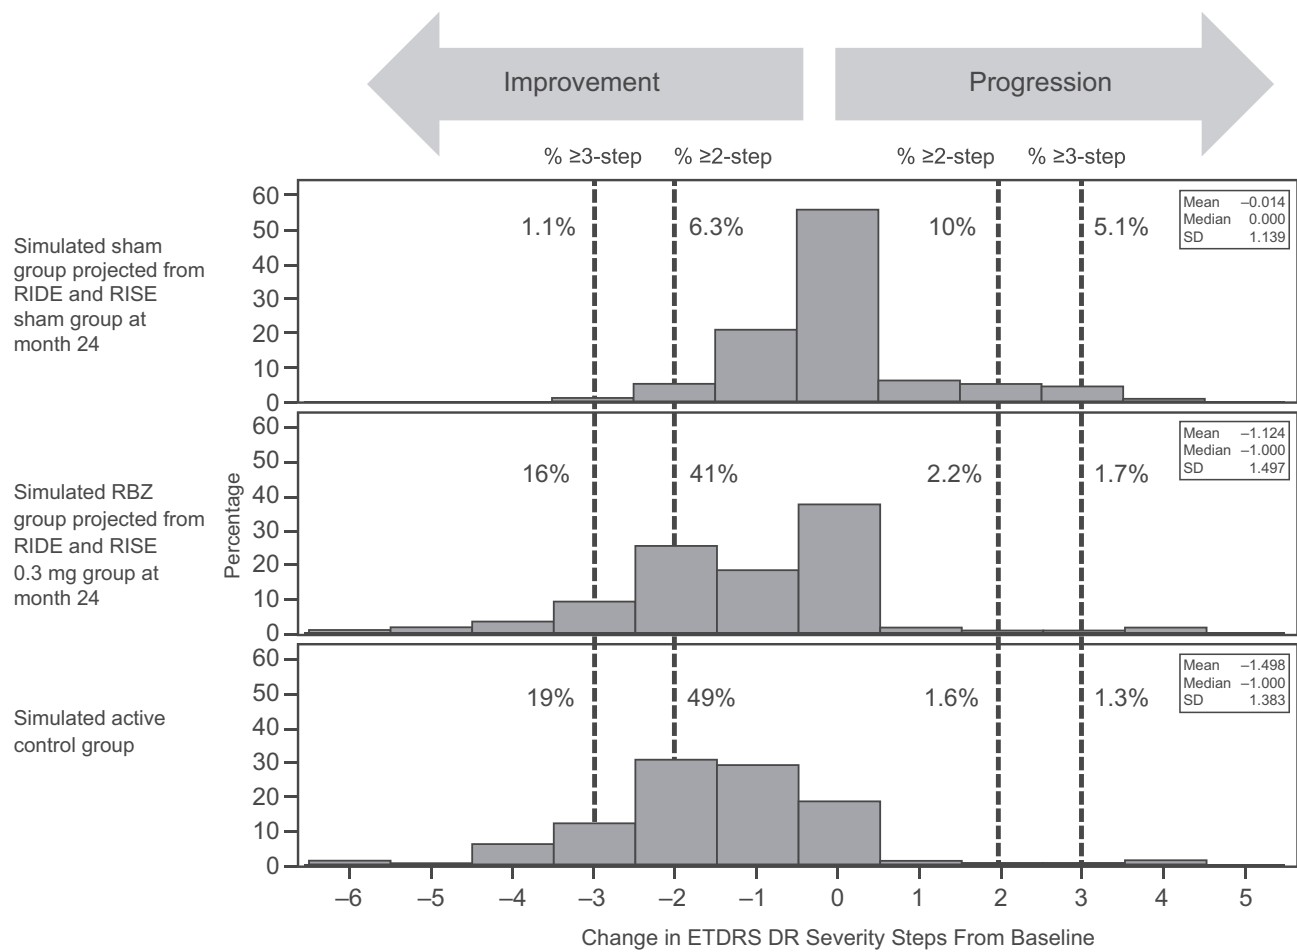 Improvement
Progression
% ≥3-step
% ≥2-step
% ≥2-step
% ≥3-step
Simulated sham
group projected from
RIDE and RISE
sham group at
month 24
60
50
40
30
20
10
0
1.1%
6.3%
10%
5.1%
Mean –0.014
Median 0.000
SD 1.139
Simulated RBZ
group projected from
RIDE and RISE
0.3 mg group at
month 24
Percentage
60
50
40
30
20
10
0
16%
41%
2.2%
1.7%
Mean –1.124
Median –1.000
SD 1.497
Simulated active
control group
60
50
40
30
20
10
0
19%
49%
1.6%
1.3%
Mean –1.498
Median –1.000
SD 1.383
–6 –5 –4 –3 –2 –1 0 1 2 3 4 5
Change in ETDRS DR Severity Steps From Baseline